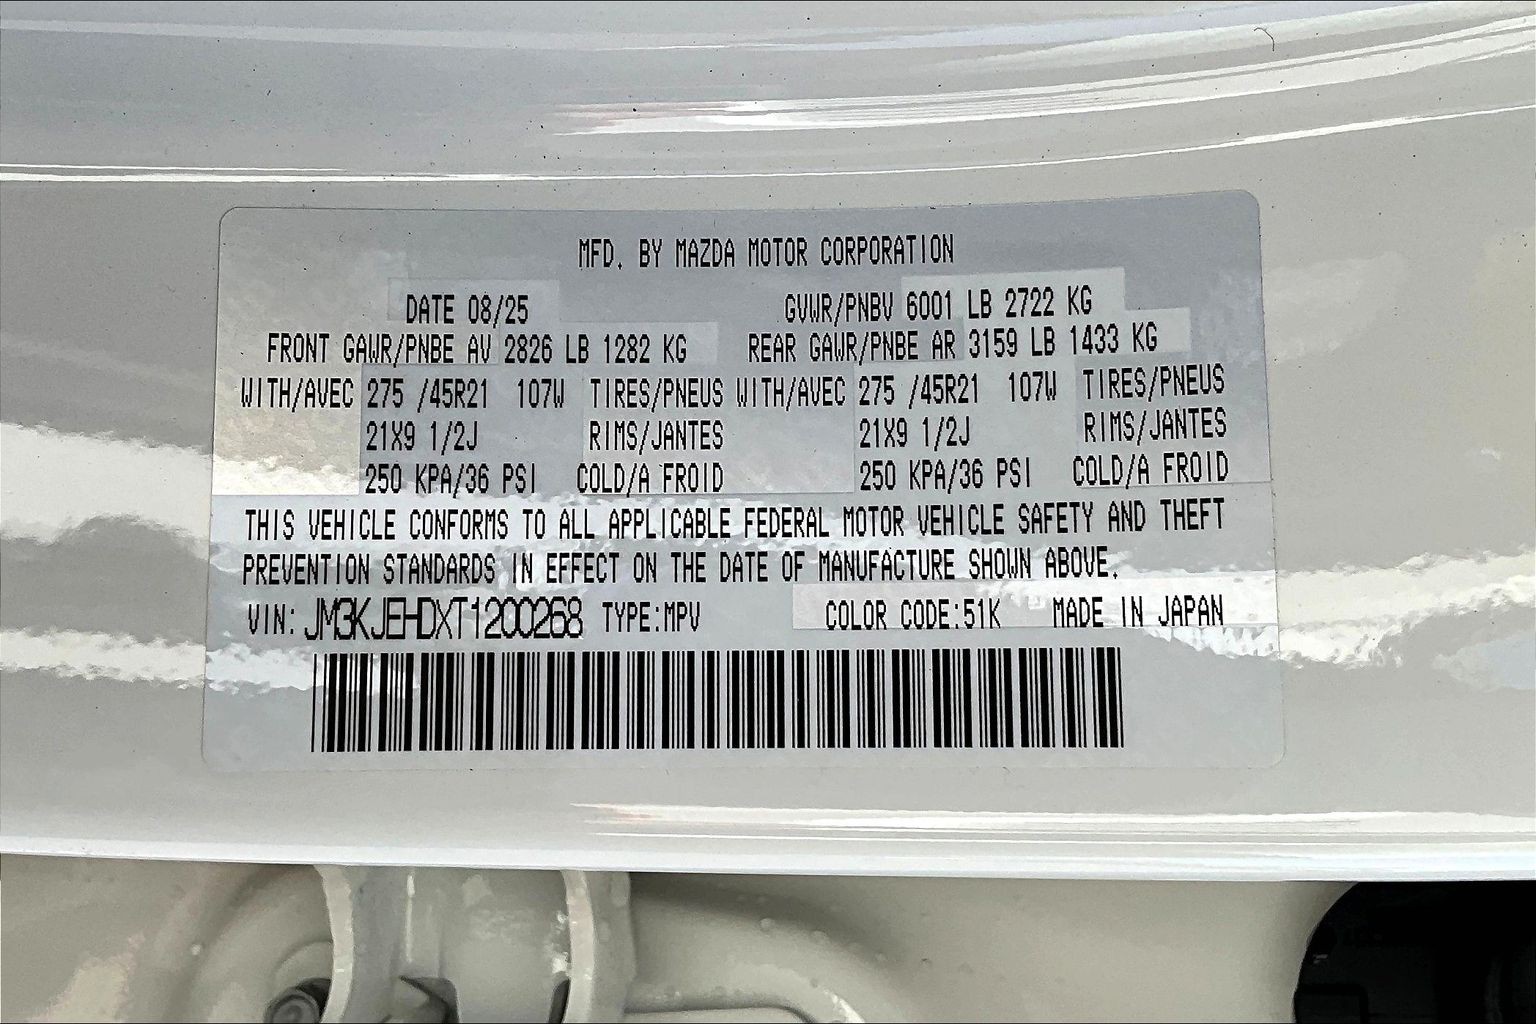 MFD. BY MAZDA MOTOR CORPORATION
DATE 08/25 GVWR/PNBV 6001 LB 2722 KG
FRONT GAWR/PNBE AV 2826 LB 1282 KG REAR GAWR/PNBE AR 3159 LB 1433 KG
WITH/AVEC 275 /45R21 107W TIRES/PNEUS WITH/AVEC 275 /45R21 107W TIRES/PNEUS
21X9 1/2J RIMS/JANTES 21X9 1/2J RIMS/JANTES
250 KPA/36 PSI COLD/A FROID 250 KPA/36 PSI COLD/A FROID
THIS VEHICLE CONFORMS TO ALL APPLICABLE FEDERAL MOTOR VEHICLE SAFETY AND THEFT
PREVENTION STANDARDS IN EFFECT ON THE DATE OF MANUFACTURE SHOWN ABOVE.
VIN: JM3KJEHDXT1200268 TYPE:MPV COLOR CODE:51K MADE IN JAPAN